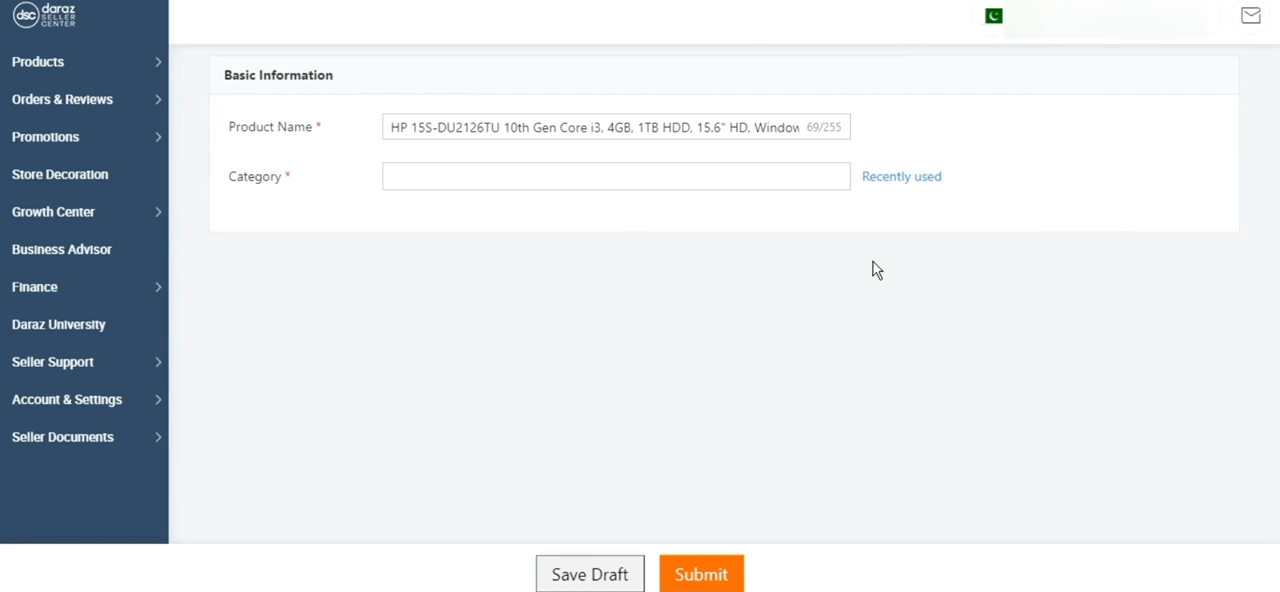 dsc daraz
SELLER
CENTER
Products
Orders & Reviews
Promotions
Store Decoration
Growth Center
Business Advisor
Finance
Daraz University
Seller Support
Account & Settings
Seller Documents
Basic Information
Product Name *
HP 15S-DU2126TU 10th Gen Core i3, 4GB, 1TB HDD, 15.6" HD, Window 69/255
Category *
Recently used
Save Draft
Submit